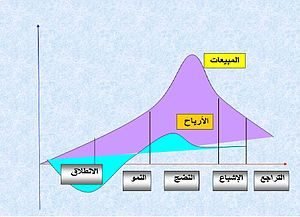 المبيعات
الأرباح
الانطلاق
النمو
النضج
الإشباع
التراجع